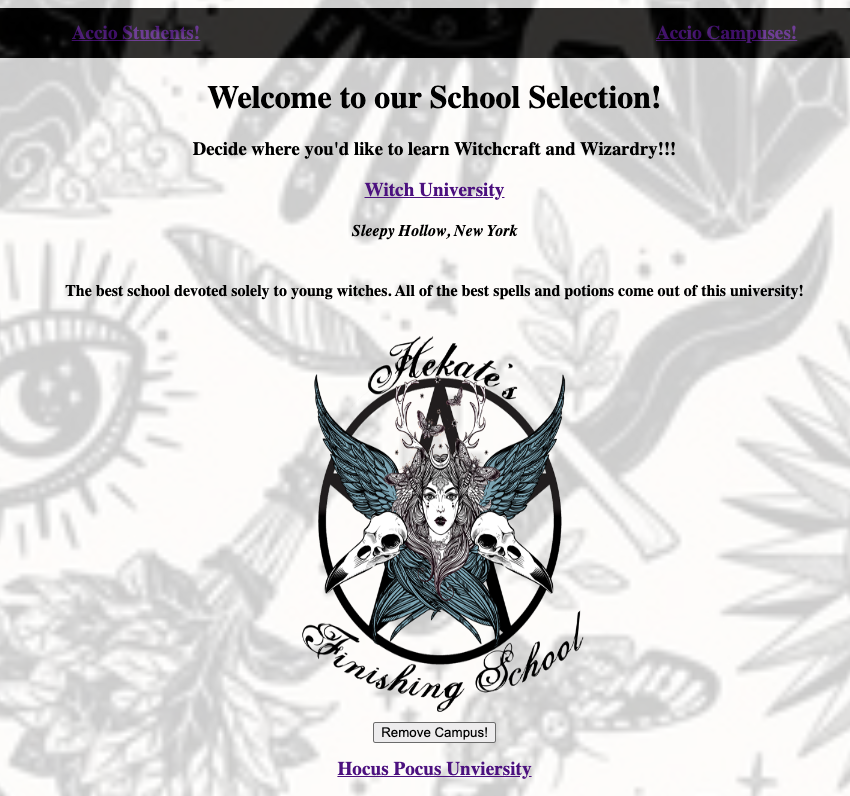 Accio Students! Accio Campuses!
Welcome to our School Selection!
Decide where you'd like to learn Witchcraft and Wizardry!!!
Witch University
Sleepy Hollow, New York
The best school devoted solely to young witches. All of the best spells and potions come out of this university!
Hekate's
Finishing School
Remove Campus!
Hocus Pocus Unviersity